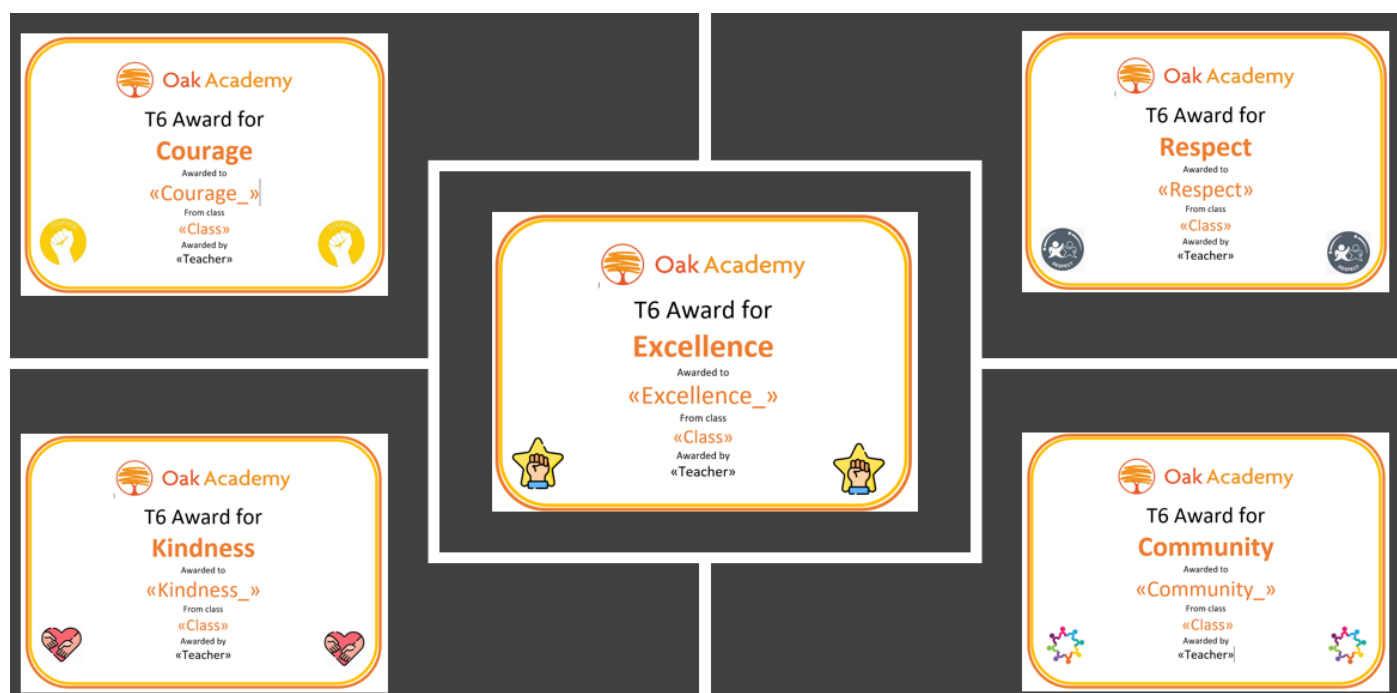 Oak Academy
T6 Award for
Courage
Awarded to
«Courage_»
From class
«Class»
Awarded by
«Teacher»
Oak Academy
T6 Award for
Respect
Awarded to
«Respect»
From class
«Class»
Awarded by
«Teacher»
RESPECT
RESPECT
Oak Academy
T6 Award for
Excellence
Awarded to
«Excellence_»
From class
«Class»
Awarded by
«Teacher»
Oak Academy
T6 Award for
Kindness
Awarded to
«Kindness_»
From class
«Class»
Awarded by
«Teacher»
Oak Academy
T6 Award for
Community
Awarded to
«Community_»
From class
«Class»
Awarded by
«Teacher»